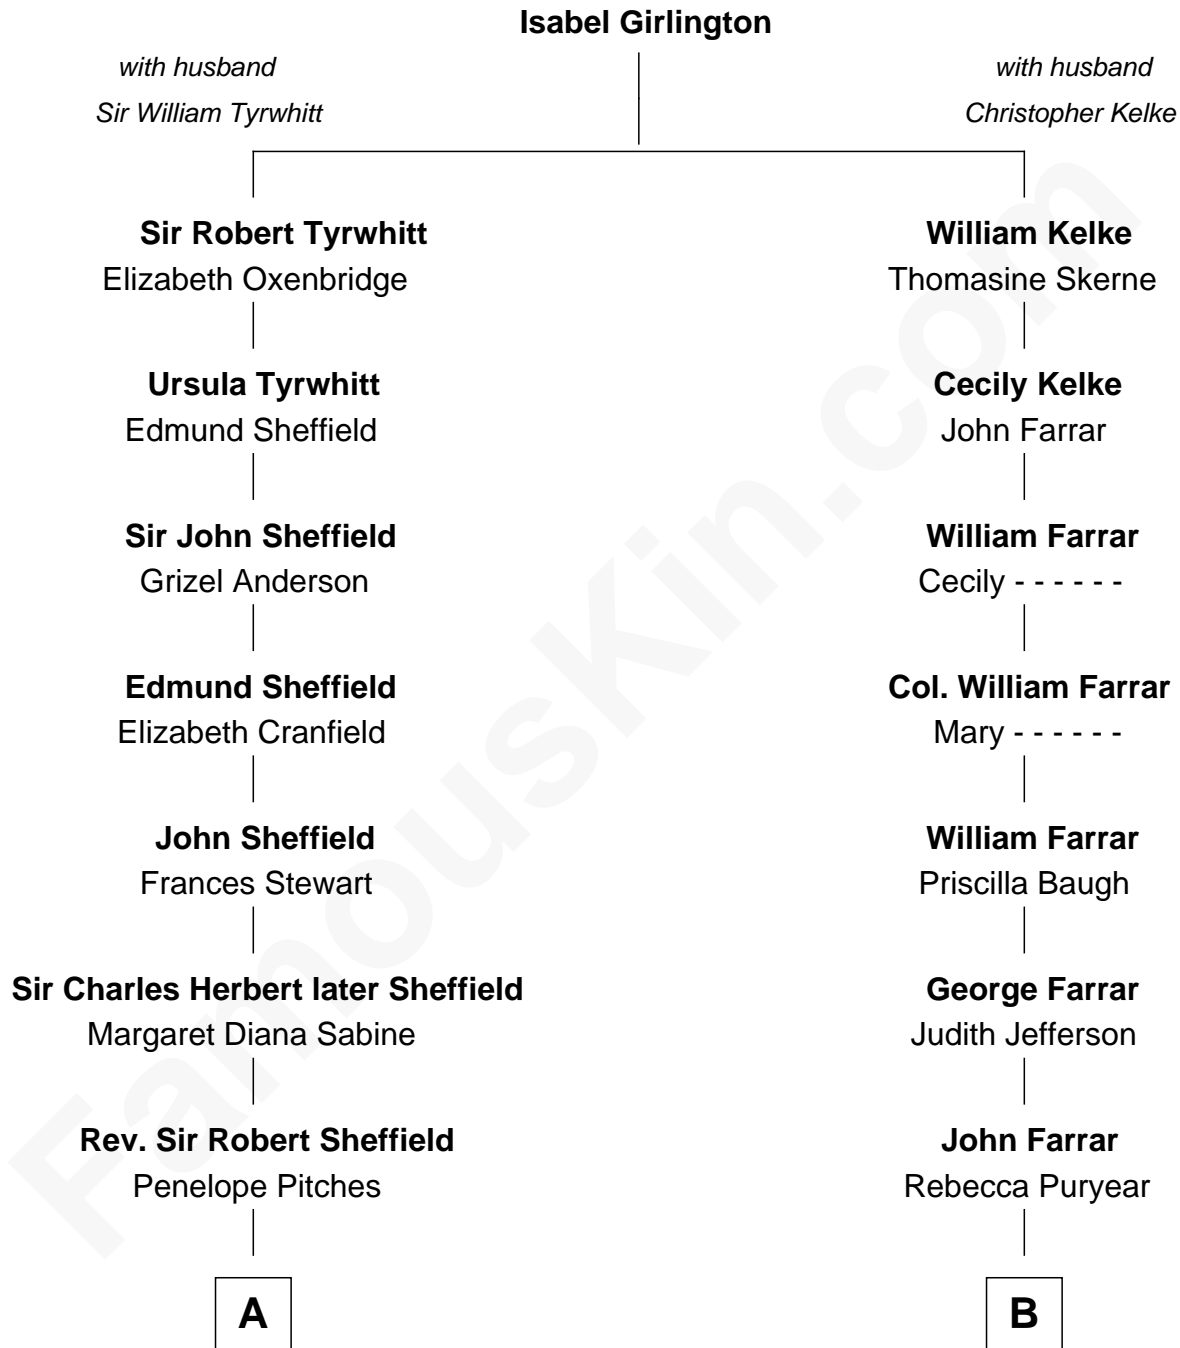 Isabel Girlington
with husband
Sir William Tyrwhitt
with husband
Christopher Kelke
Sir Robert Tyrwhitt
Elizabeth Oxenbridge
William Kelke
Thomasine Skerne
Ursula Tyrwhitt
Edmund Sheffield
Cecily Kelke
John Farrar
Sir John Sheffield
Grizel Anderson
William Farrar
Cecily - - - - - -
Edmund Sheffield
Elizabeth Cranfield
Col. William Farrar
Mary - - - - - -
John Sheffield
Frances Stewart
William Farrar
Priscilla Baugh
Sir Charles Herbert later Sheffield
Margaret Diana Sabine
George Farrar
Judith Jefferson
Rev. Sir Robert Sheffield
Penelope Pitches
John Farrar
Rebecca Puryear
A
B
FamousKin.com